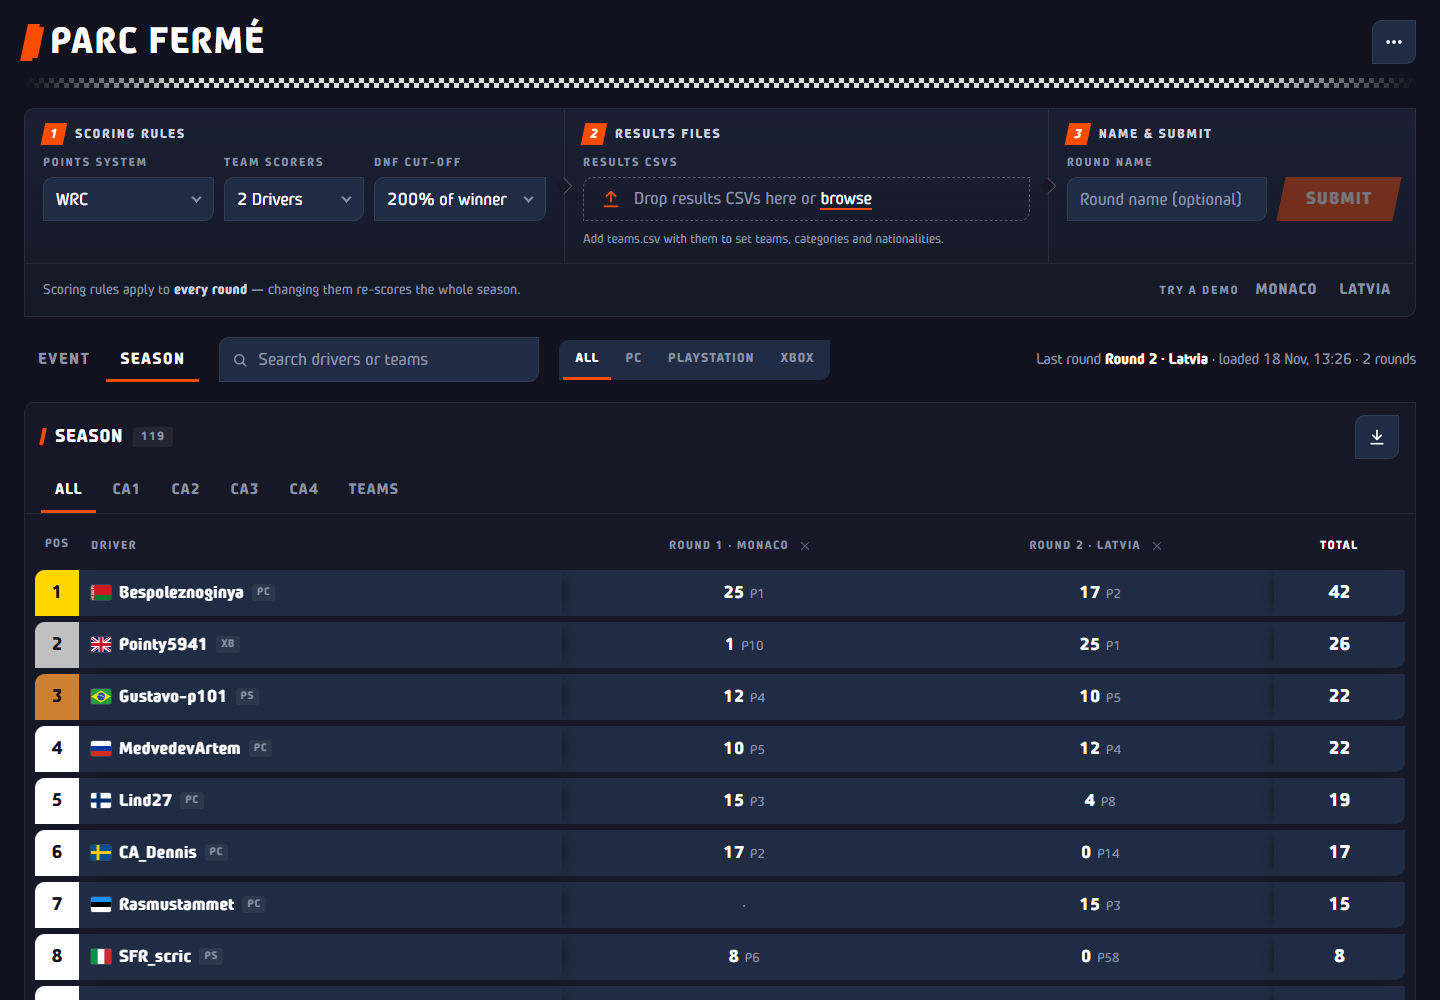 PARC FERMÉ
1 SCORING RULES
POINTS SYSTEM TEAM SCORERS DNF CUT-OFF
WRC 2 Drivers 200% of winner
2 RESULTS FILES
RESULTS CSVS
Drop results CSVs here or browse
Add teams.csv with them to set teams, categories and nationalities.
3 NAME & SUBMIT
ROUND NAME
Round name (optional) SUBMIT
Scoring rules apply to every round — changing them re-scores the whole season.
TRY A DEMO MONACO LATVIA
EVENT SEASON Search drivers or teams ALL PC PLAYSTATION XBOX
Last round Round 2 · Latvia · loaded 18 Nov, 13:26 · 2 rounds
SEASON 119
ALL CA1 CA2 CA3 CA4 TEAMS
POS DRIVER ROUND 1 · MONACO × ROUND 2 · LATVIA × TOTAL
1 Bespoleznoginya PC 25 P1 17 P2 42
2 Pointy5941 XB 1 P10 25 P1 26
3 Gustavo-p101 PS 12 P4 10 P5 22
4 MedvedevArtem PC 10 P5 12 P4 22
5 Lind27 PC 15 P3 4 P8 19
6 CA_Dennis PC 17 P2 0 P14 17
7 Rasmustammet PC · 15 P3 15
8 SFR_scric PS 8 P6 0 P58 8